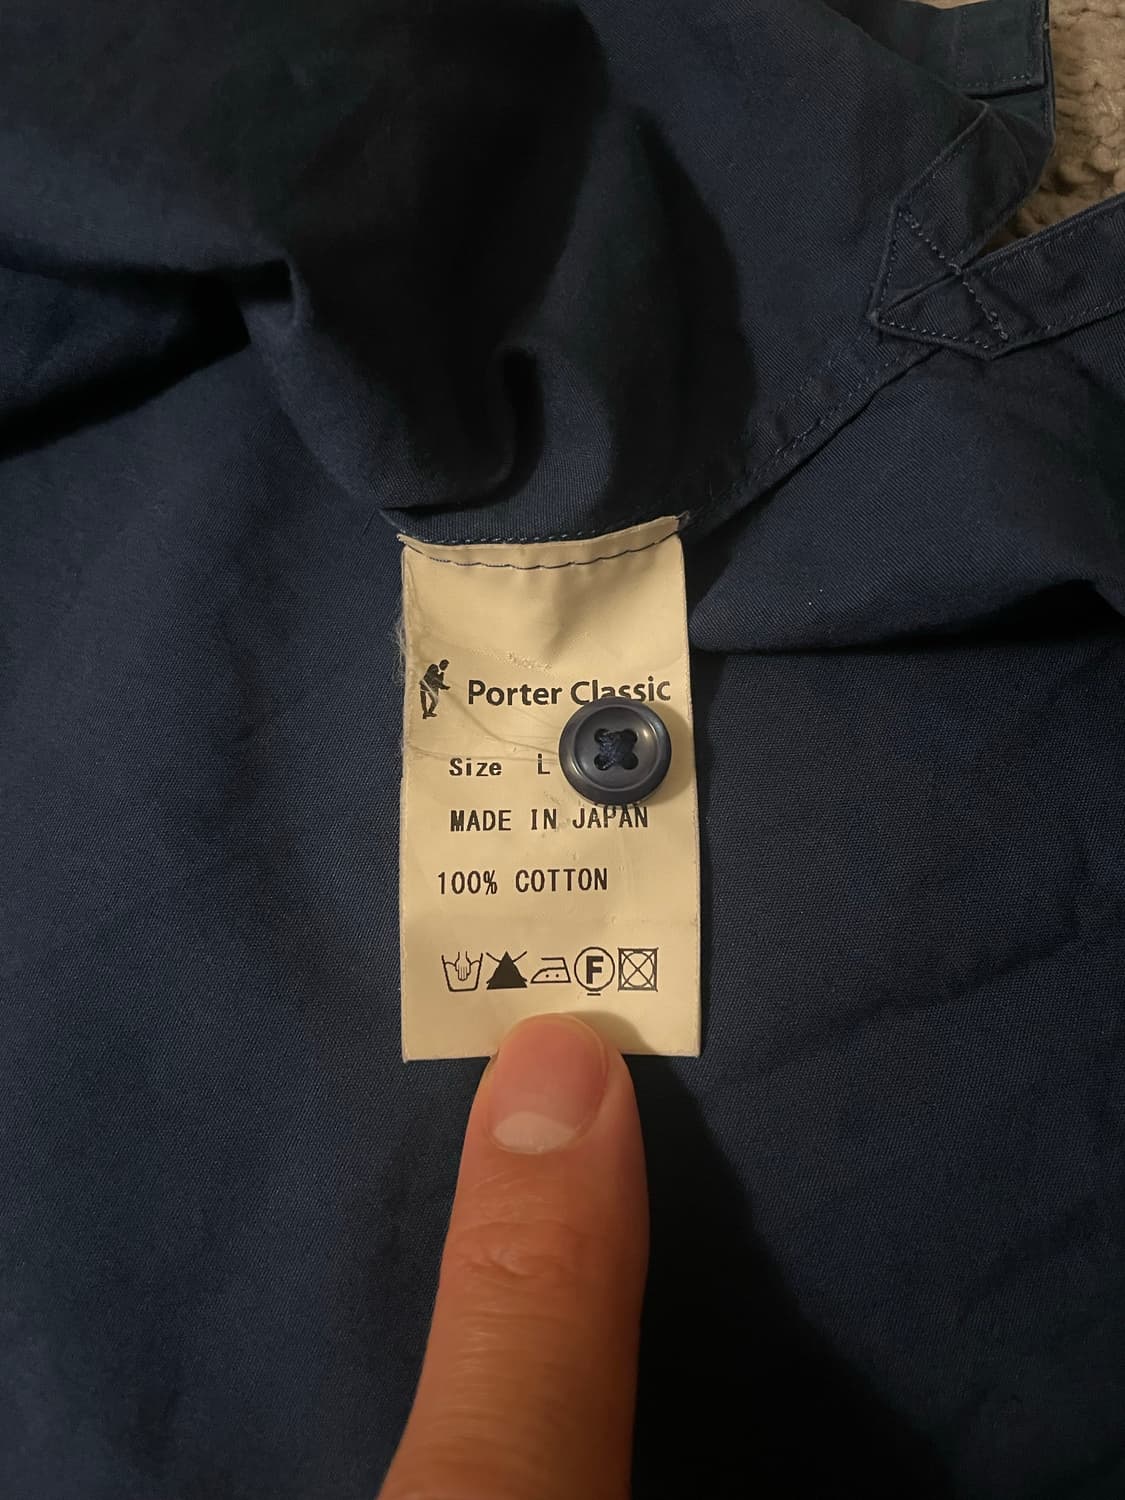 Porter Classic
Size L
MADE IN JAPAN
100% COTTON
F